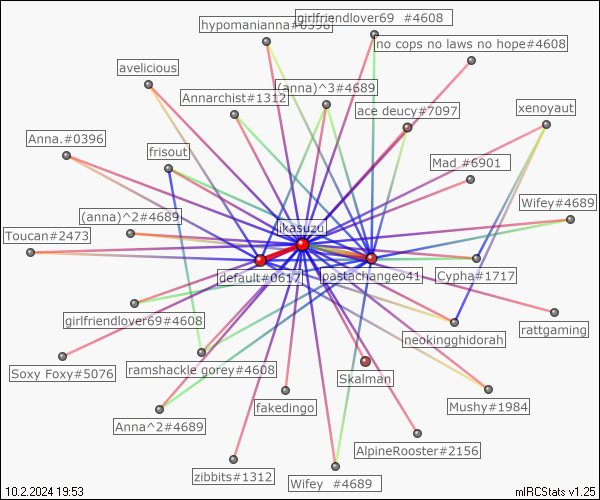 girlfriendlover69 #4608
hypomanianna#0396
no cops no laws no hope#4608
avelicious
(anna)^3#4689
Annarchist#1312
ace deucy#7097
xenoyaut
Anna.#0396
frisout
Mad #6901
Wifey#4689
(anna)^2#4689
ikasuzu
Toucan#2473
default#0617
pastachangeo41
Cypha#1717
girlfriendlover69#4608
rattgaming
neokingghidorah
Soxy Foxy#5076
ramshackle gorey#4608
Skalman
fakedingo
Mushy#1984
Anna^2#4689
AlpineRooster#2156
zibbits#1312
Wifey #4689
10.2.2024 19:53
mIRCStats v1.25